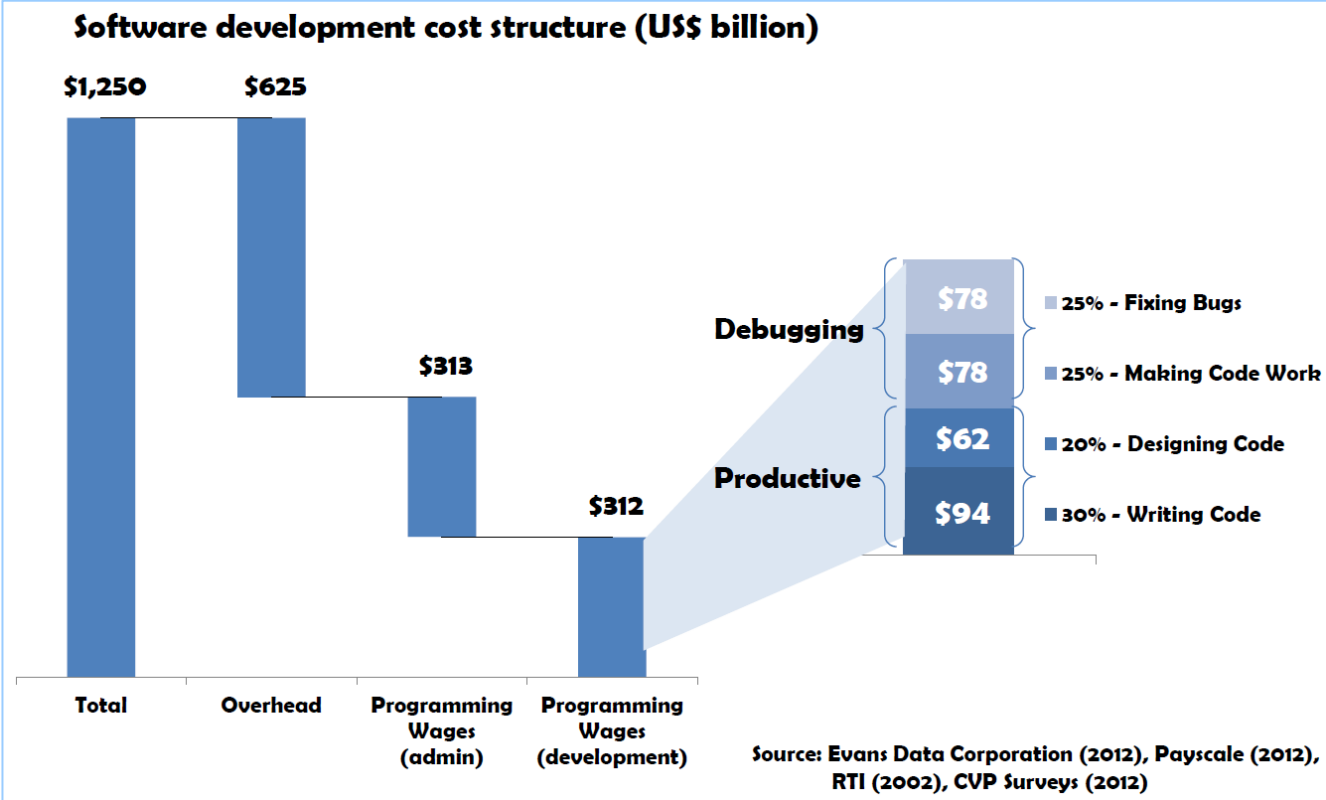 Software development cost structure (US$ billion)
$1,250
$625
$313
$312
Total
Overhead
Programming
Wages
(admin)
Programming
Wages
(development)
Debugging
Productive
$78
$78
$62
$94
25% - Fixing Bugs
25% - Making Code Work
20% - Designing Code
30% - Writing Code
Source: Evans Data Corporation (2012), Payscale (2012),
RTI (2002), CVP Surveys (2012)